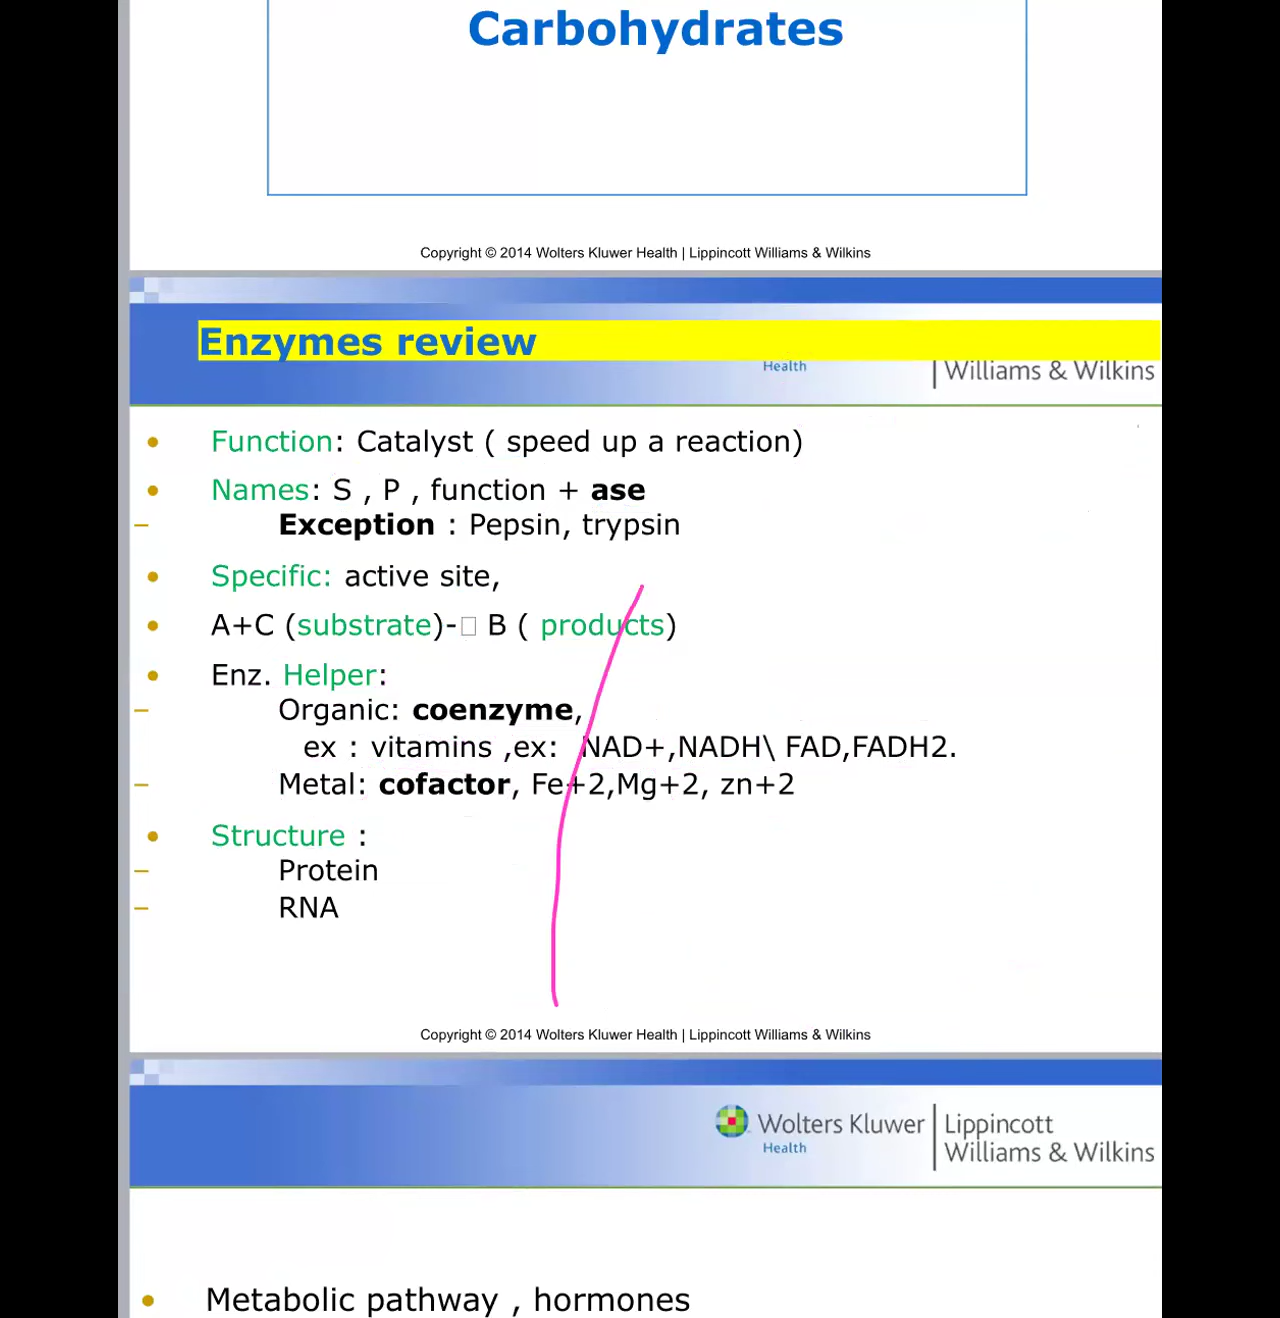 Carbohydrates
Copyright © 2014 Wolters Kluwer Health | Lippincott Williams & Wilkins
Enzymes review
Health
Williams & Wilkins
• Function: Catalyst ( speed up a reaction)
• Names: S , P , function + ase
– Exception : Pepsin, trypsin
• Specific: active site,
• A+C (substrate)-□ B ( products)
• Enz. Helper:
– Organic: coenzyme,
ex : vitamins ,ex: NAD+,NADH\ FAD,FADH2.
– Metal: cofactor, Fe+2,Mg+2, zn+2
• Structure :
– Protein
– RNA
Copyright © 2014 Wolters Kluwer Health | Lippincott Williams & Wilkins
Wolters Kluwer
Health
Lippincott
Williams & Wilkins
• Metabolic pathway , hormones